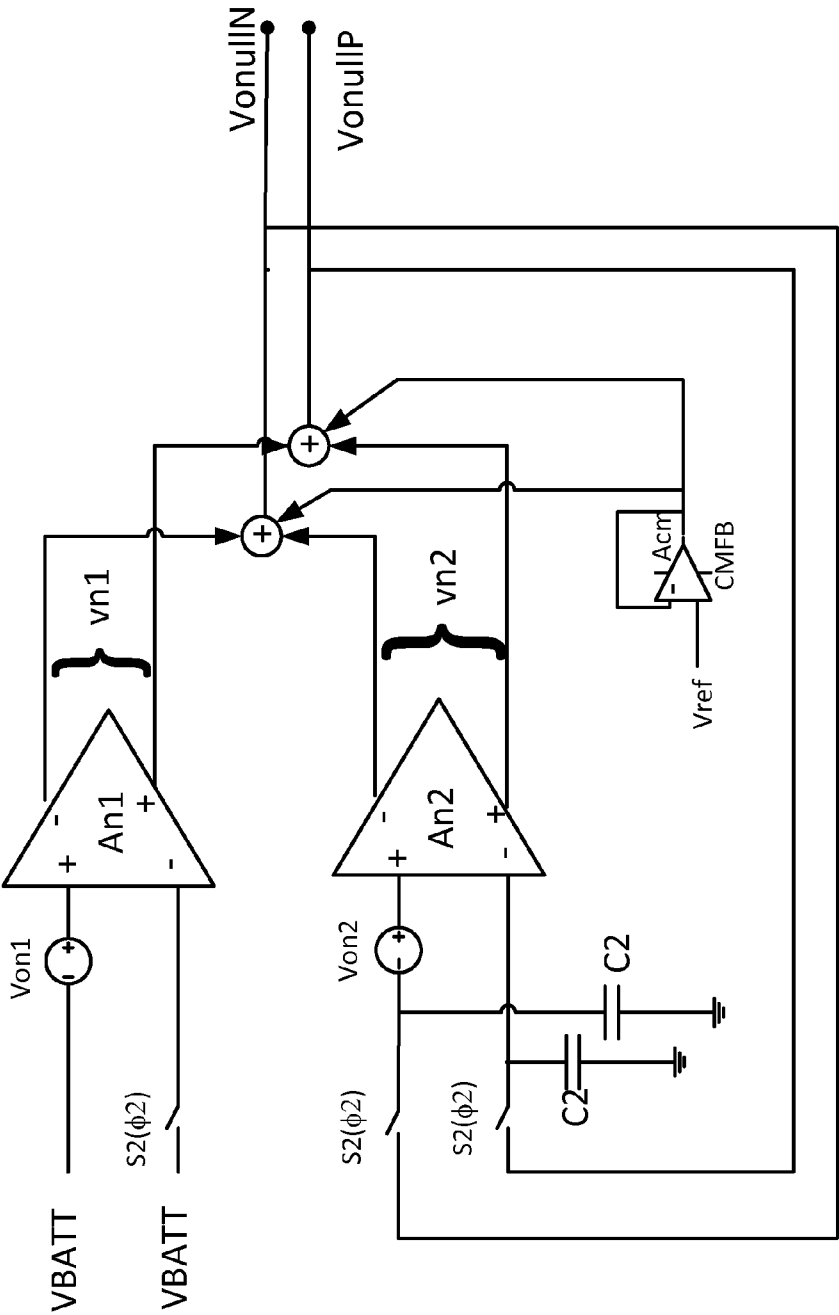 VonullN
VonullP
vn1
Von1
+
-
An1
+
-
-
+
S2(ϕ2)
VBATT
VBATT
+
+
vn2
Von2
+
-
An2
+
-
-
+
S2(ϕ2)
S2(ϕ2)
C2
C2
Acm
-
CMFB
Vref